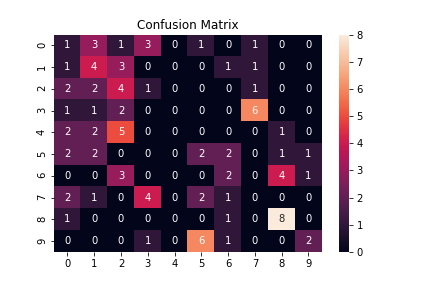 Confusion Matrix
0 1 3 1 3 0 1 0 1 0 0
1 1 4 3 0 0 0 1 1 0 0
2 2 2 4 1 0 0 0 1 0 0
3 1 1 2 0 0 0 0 6 0 0
4 2 2 5 0 0 0 0 0 1 0
5 2 2 0 0 0 2 2 0 1 1
6 0 0 3 0 0 0 2 0 4 1
7 2 1 0 4 0 2 1 0 0 0
8 1 0 0 0 0 0 1 0 8 0
9 0 0 0 1 0 6 1 0 0 2
0 1 2 3 4 5 6 7 8 9
8
7
6
5
4
3
2
1
0